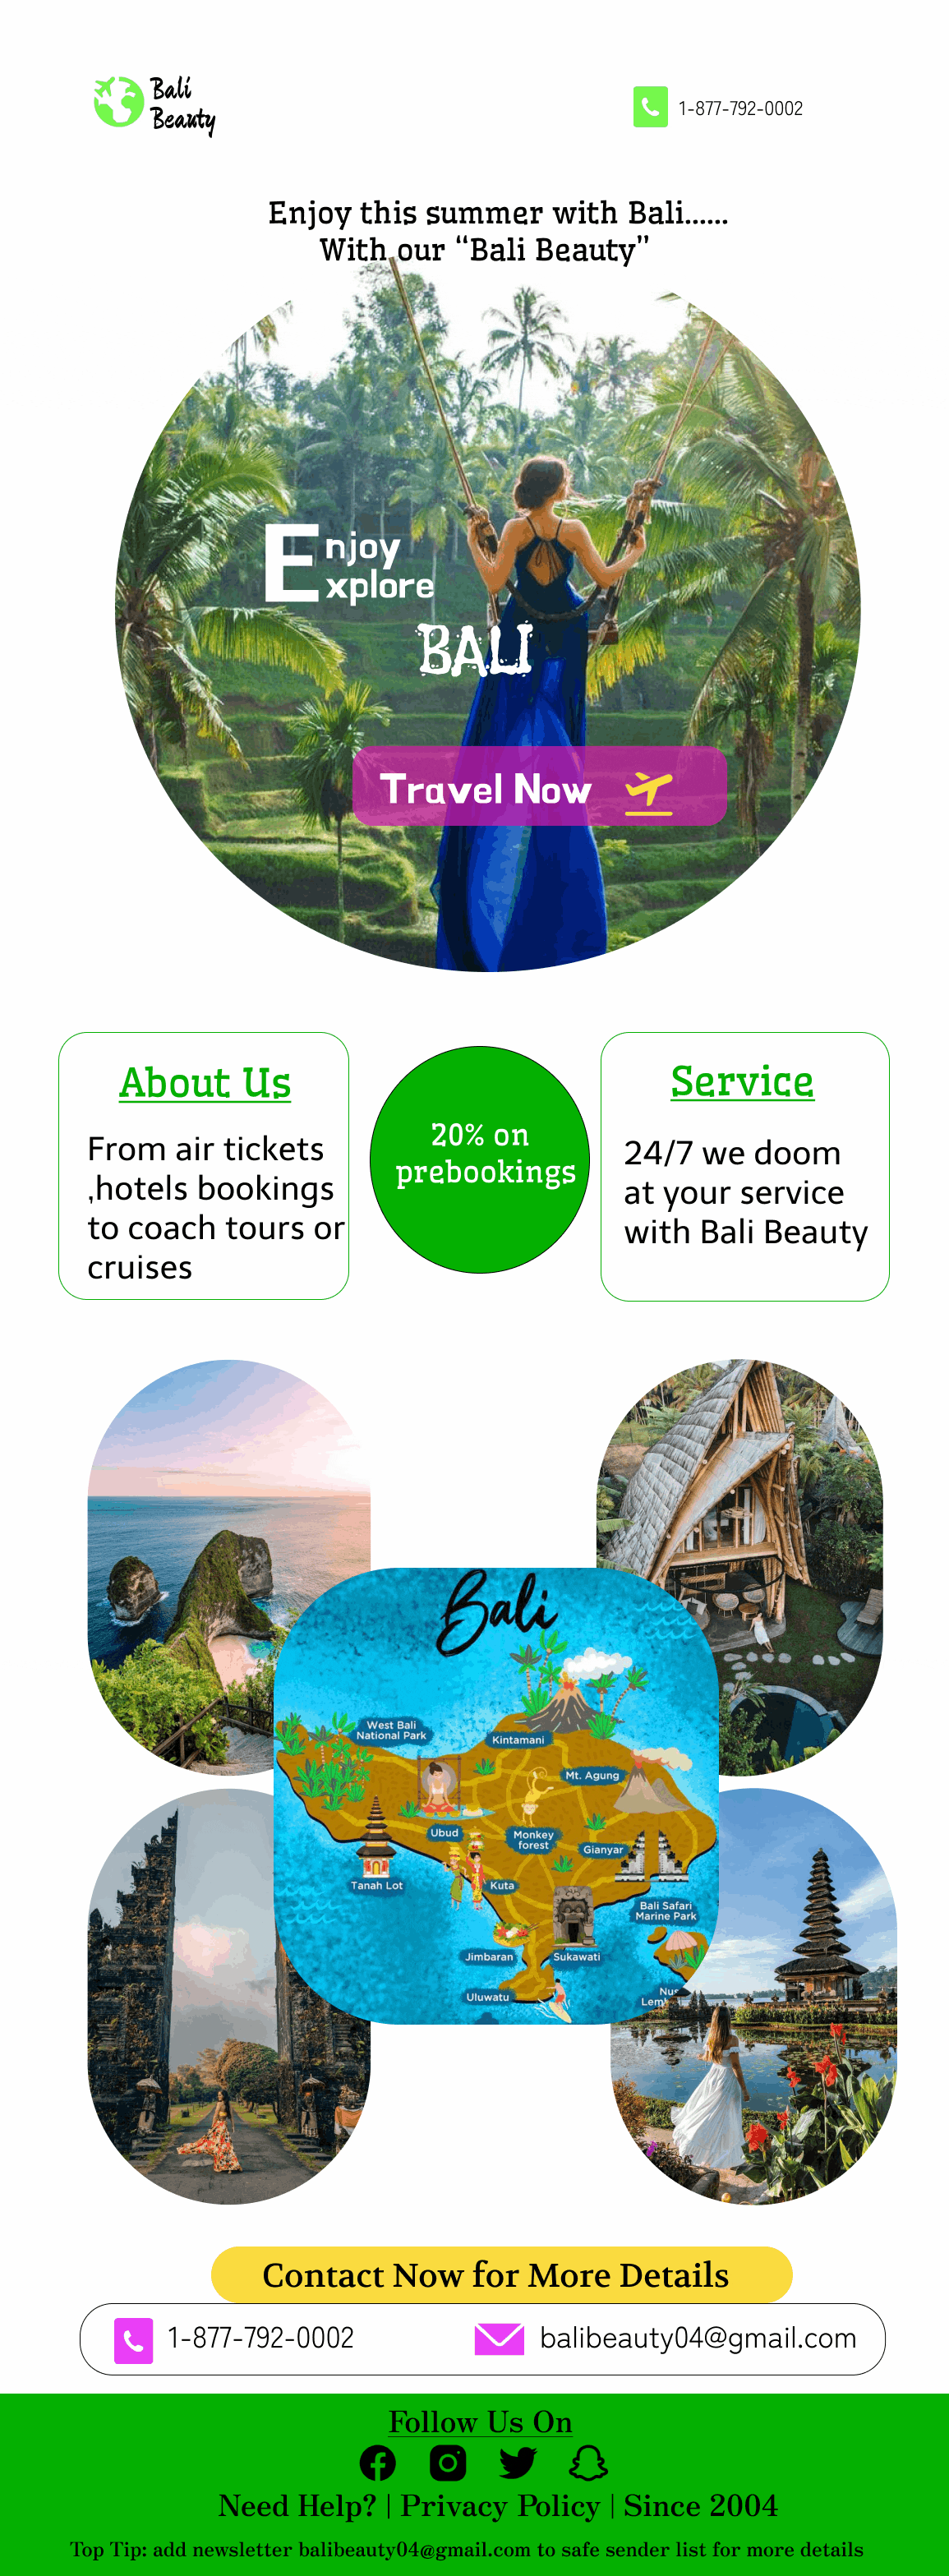 Bali
Beauty
1-877-792-0002
Enjoy this summer with Bali......
With our “Bali Beauty”
Enjoy
Explore
BALI
Travel Now
About Us
From air tickets
,hotels bookings
to coach tours or
cruises
20% on
prebookings
Service
24/7 we doom
at your service
with Bali Beauty
Bali
West Bali
National Park
Kintamani
Mt. Agung
Ubud
Monkey
forest
Gianyar
Tanah Lot
Kuta
Bali Safari
Marine Park
Jimbaran
Sukawati
Uluwatu
Contact Now for More Details
1-877-792-0002
balibeauty04@gmail.com
Follow Us On
Need Help? | Privacy Policy | Since 2004
Top Tip: add newsletter balibeauty04@gmail.com to safe sender list for more details